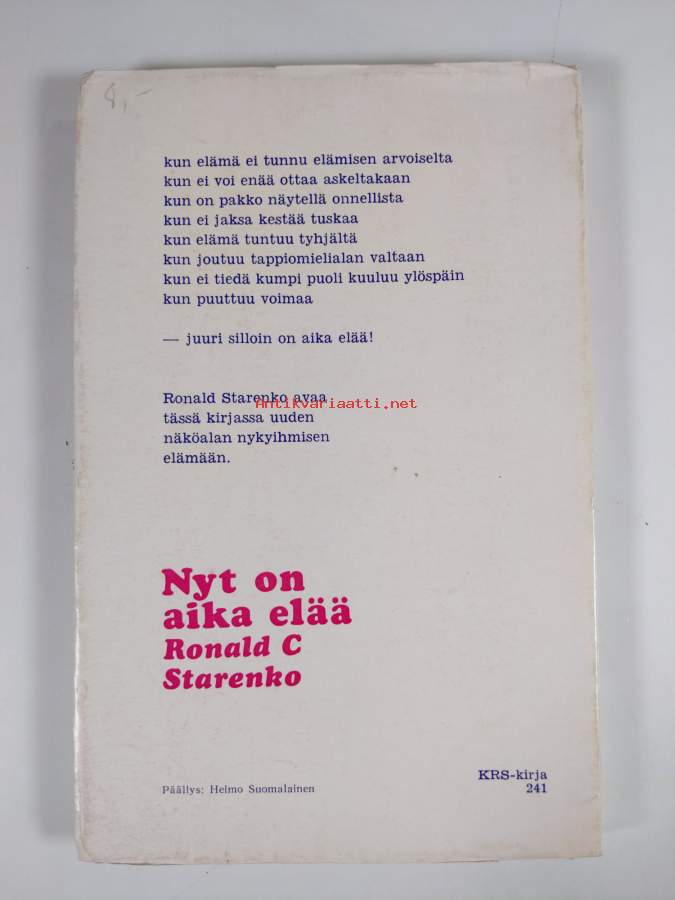 8,-
kun elämä ei tunnu elämisen arvoiselta
kun ei voi enää ottaa askeltakaan
kun on pakko näytellä onnellista
kun ei jaksa kestää tuskaa
kun elämä tuntuu tyhjältä
kun joutuu tappiomielialan valtaan
kun ei tiedä kumpi puoli kuuluu ylöspäin
kun puuttuu voimaa
— juuri silloin on aika elää!
Ronald Starenko avaa
Antikvariaatti.net
tässä kirjassa uuden
näköalan nykyihmisen
elämään.
Nyt on
aika elää
Ronald C
Starenko
KRS-kirja
241
Päällys: Heimo Suomalainen